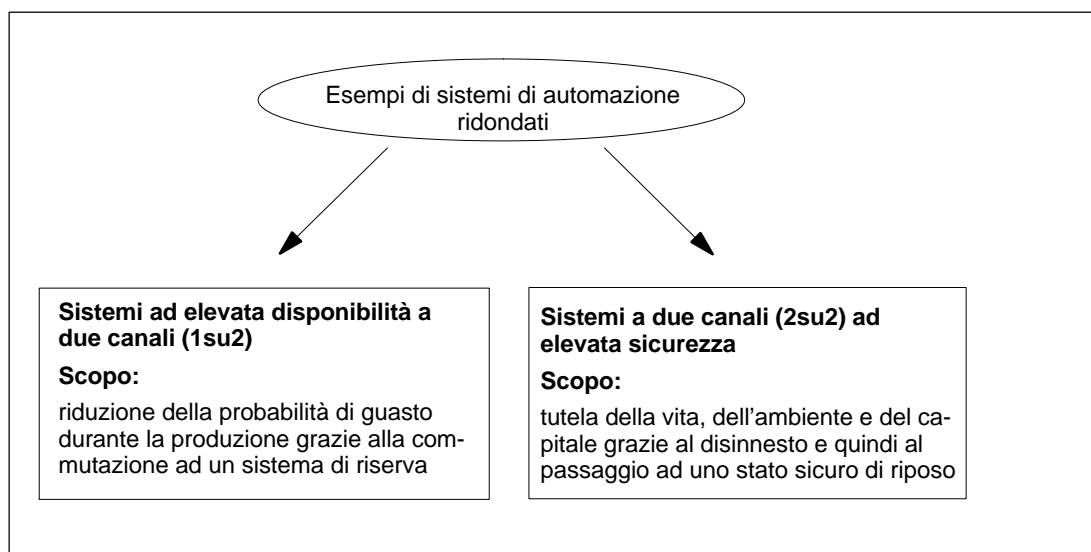 Esempi di sistemi di automazione
ridondati
Sistemi ad elevata disponibilità a
due canali (1su2)
Scopo:
riduzione della probabilità di guasto
durante la produzione grazie alla com-
mutazione ad un sistema di riserva
Sistemi a due canali (2su2) ad
elevata sicurezza
Scopo:
tutela della vita, dell'ambiente e del ca-
pitale grazie al disinnesto e quindi al
passaggio ad uno stato sicuro di riposo